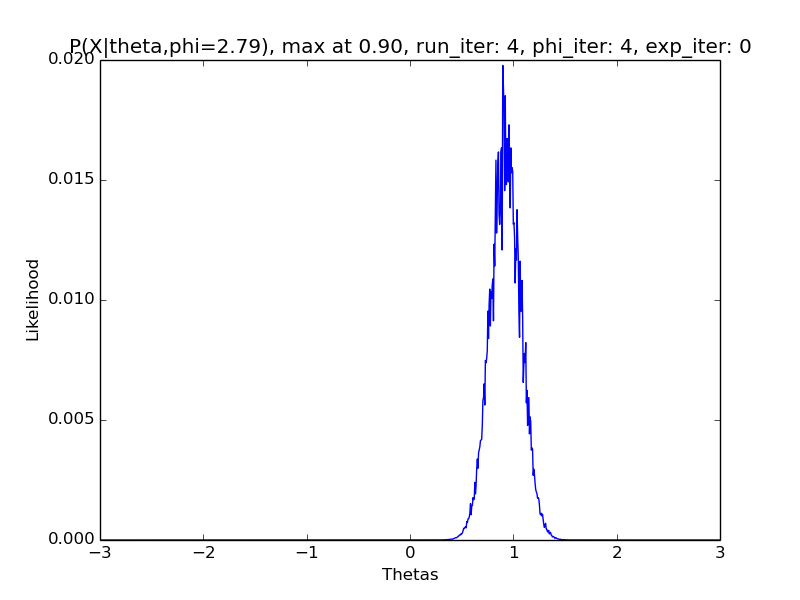 P(X|theta,phi=2.79), max at 0.90, run_iter: 4, phi_iter: 4, exp_iter: 0
0.020
0.015
0.010
0.005
0.000
Likelihood
−3 −2 −1 0 1 2 3
Thetas